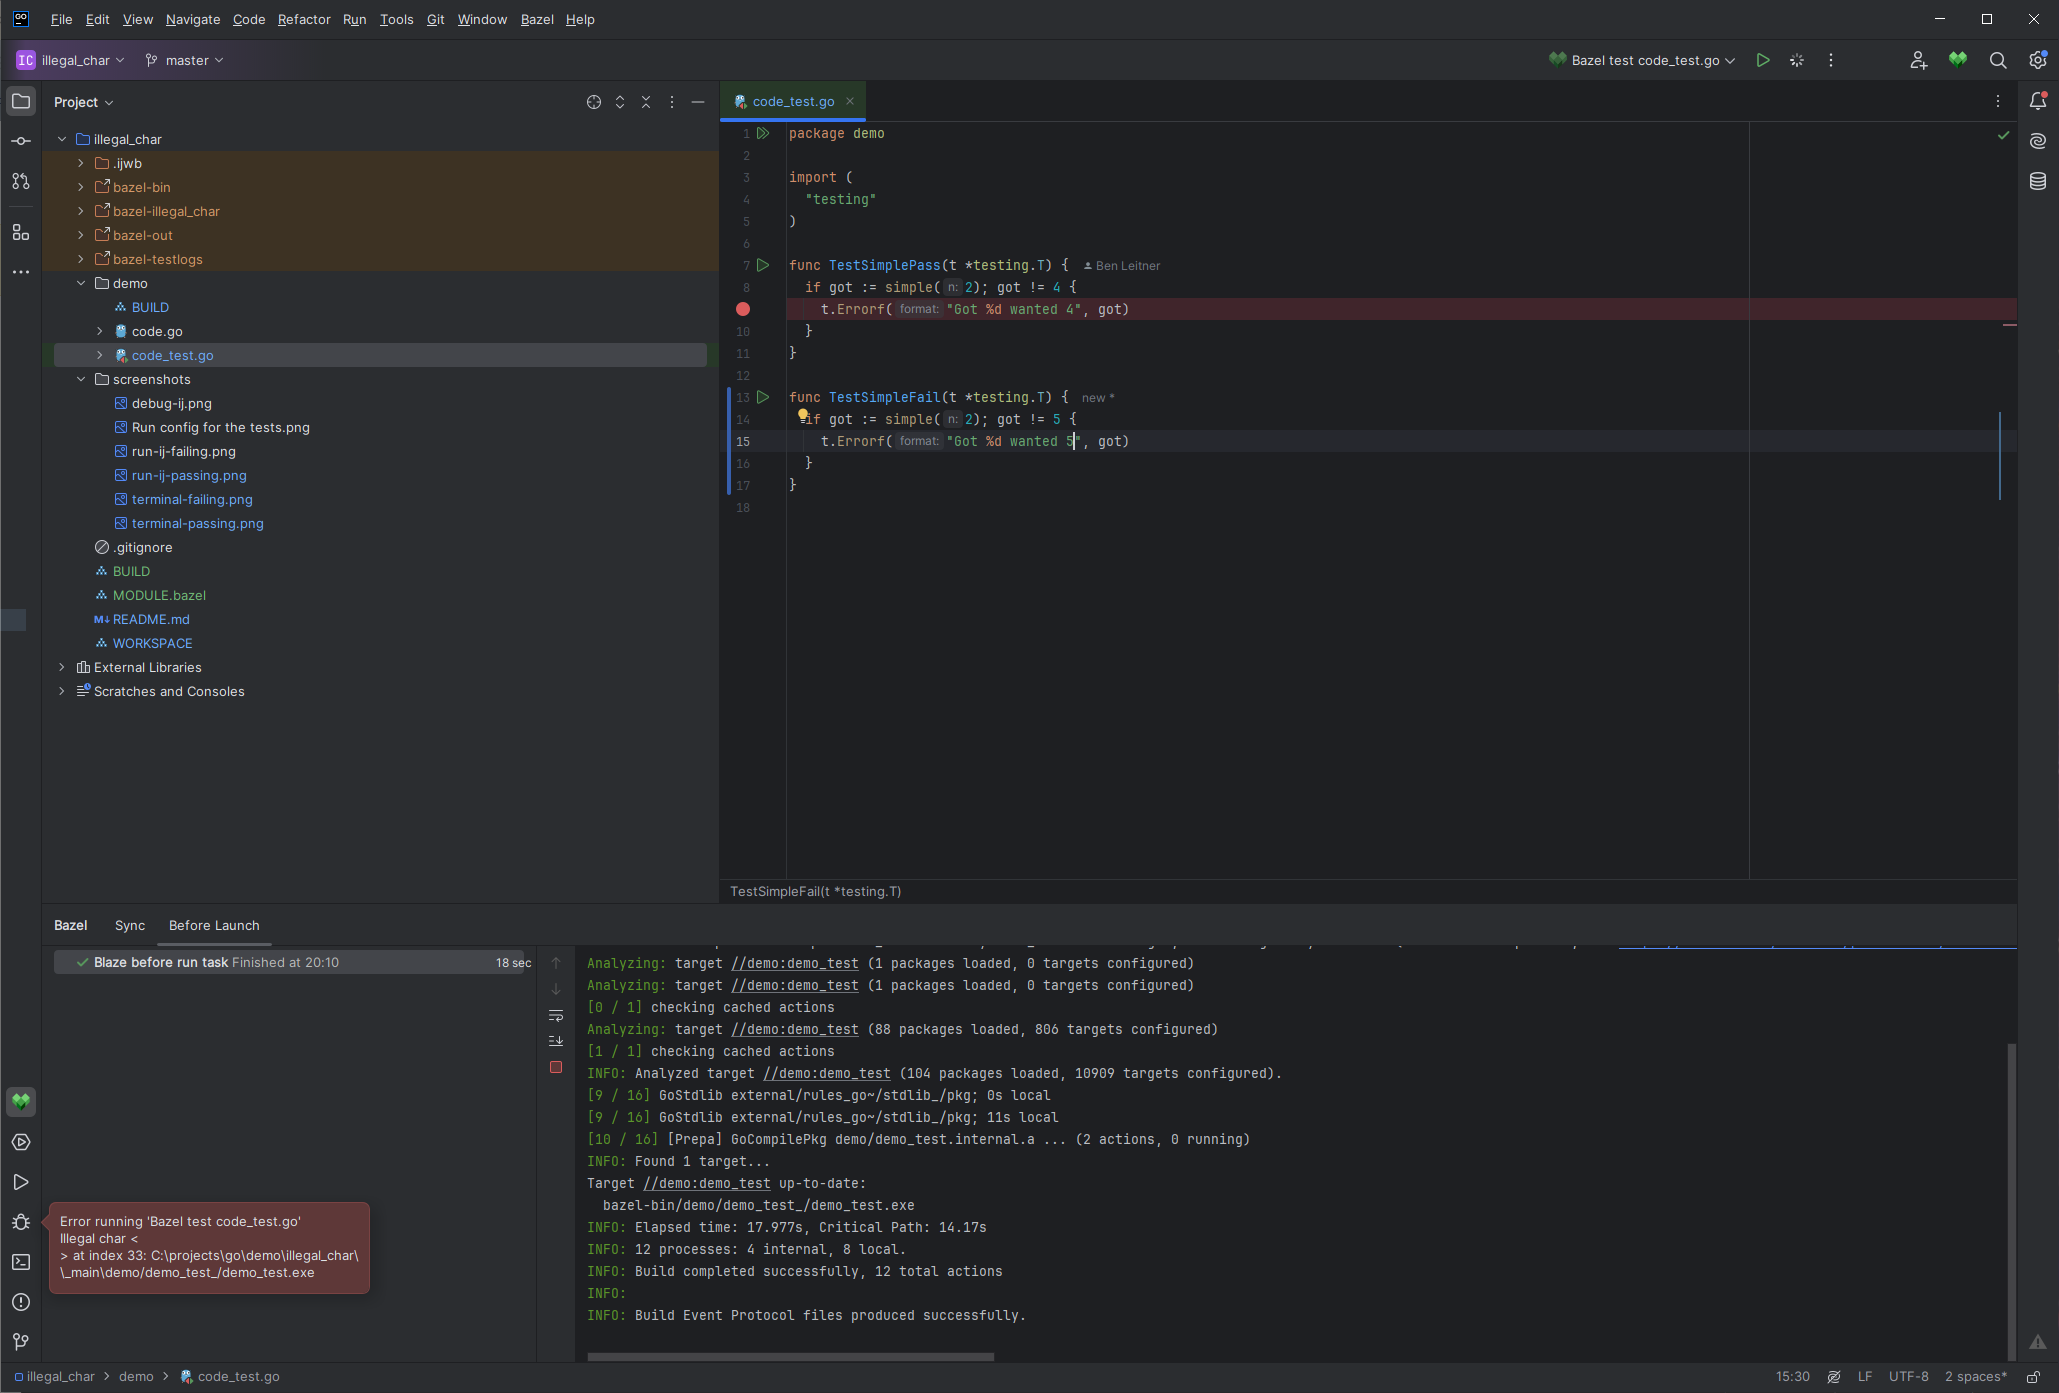 File Edit View Navigate Code Refactor Run Tools Git Window Bazel Help
IC illegal_char master
Bazel test code_test.go
Project
illegal_char
.ijwb
bazel-bin
bazel-illegal_char
bazel-out
bazel-testlogs
demo
BUILD
code.go
code_test.go
screenshots
debug-ij.png
Run config for the tests.png
run-ij-failing.png
run-ij-passing.png
terminal-failing.png
terminal-passing.png
.gitignore
BUILD
MODULE.bazel
M↓ README.md
WORKSPACE
External Libraries
Scratches and Consoles
code_test.go
1 package demo
2
3 import (
4 "testing"
5 )
6
7 func TestSimplePass(t *testing.T) { Ben Leitner
8 if got := simple( n: 2); got != 4 {
t.Errorf( format: "Got %d wanted 4", got)
10 }
11 }
12
13 func TestSimpleFail(t *testing.T) { new *
14 if got := simple( n: 2); got != 5 {
15 t.Errorf( format: "Got %d wanted 5", got)
16 }
17 }
18
TestSimpleFail(t *testing.T)
Bazel Sync Before Launch
Blaze before run task Finished at 20:10 18 sec
Analyzing: target //demo:demo_test (1 packages loaded, 0 targets configured)
Analyzing: target //demo:demo_test (1 packages loaded, 0 targets configured)
[0 / 1] checking cached actions
Analyzing: target //demo:demo_test (88 packages loaded, 806 targets configured)
[1 / 1] checking cached actions
INFO: Analyzed target //demo:demo_test (104 packages loaded, 10909 targets configured).
[9 / 16] GoStdlib external/rules_go~/stdlib_/pkg; 0s local
[9 / 16] GoStdlib external/rules_go~/stdlib_/pkg; 11s local
[10 / 16] [Prepa] GoCompilePkg demo/demo_test.internal.a ... (2 actions, 0 running)
INFO: Found 1 target...
Target //demo:demo_test up-to-date:
bazel-bin/demo/demo_test_/demo_test.exe
INFO: Elapsed time: 17.977s, Critical Path: 14.17s
INFO: 12 processes: 4 internal, 8 local.
INFO: Build completed successfully, 12 total actions
INFO:
INFO: Build Event Protocol files produced successfully.
Error running 'Bazel test code_test.go'
Illegal char <
> at index 33: C:\projects\go\demo\illegal_char\
\_main\demo/demo_test_/demo_test.exe
illegal_char > demo > code_test.go
15:30 LF UTF-8 2 spaces*